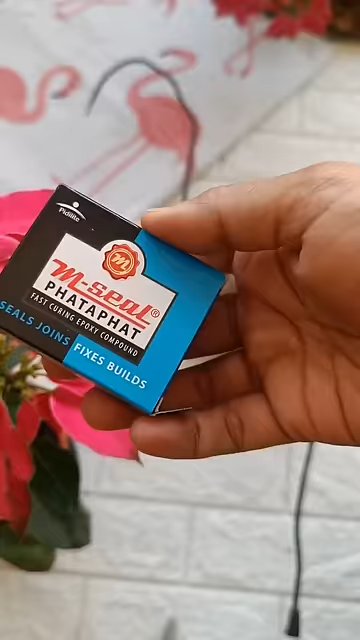 Pidilite
m
m-seal®
PHATAPHAT
FAST CURING EPOXY COMPOUND
SEALS JOINS FIXES BUILDS